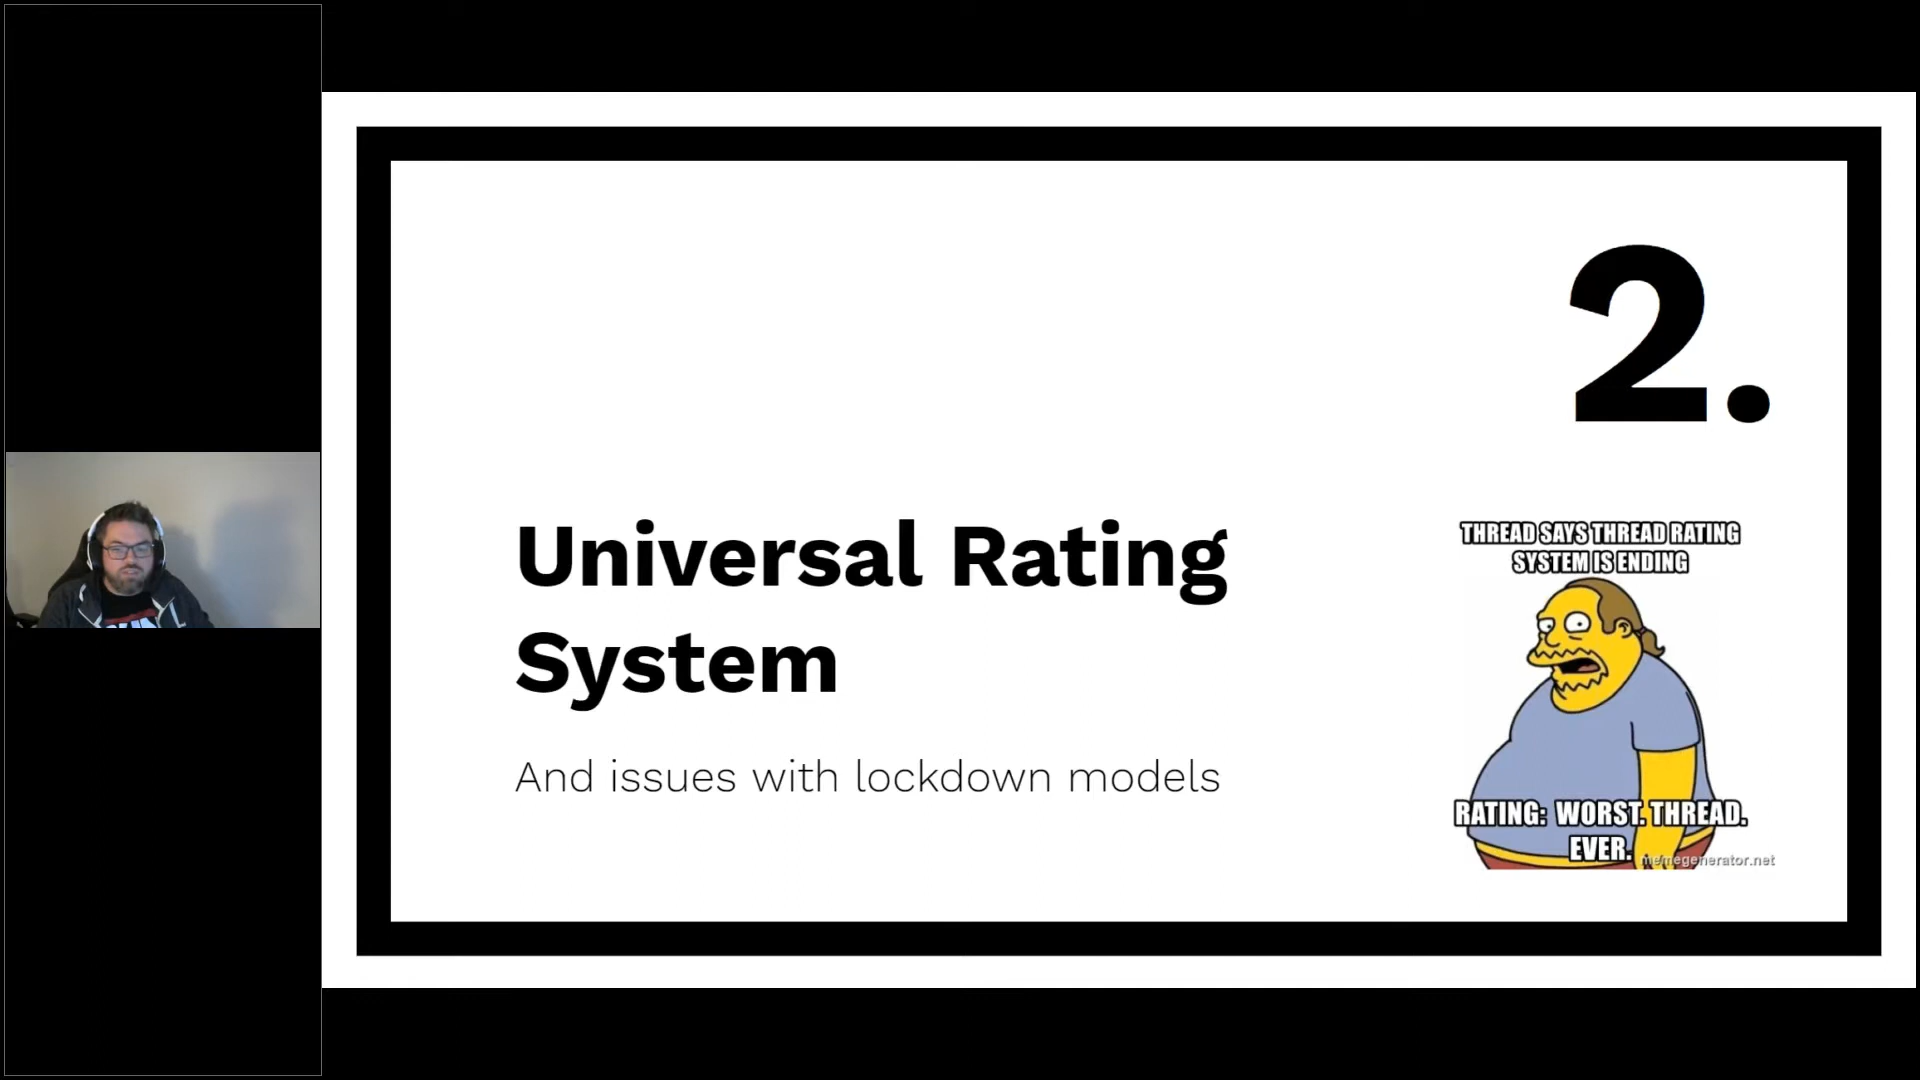 2.
Universal Rating
System
And issues with lockdown models
THREAD SAYS THREAD RATING
SYSTEM IS ENDING
RATING: WORST. THREAD.
EVER.
memegenerator.net